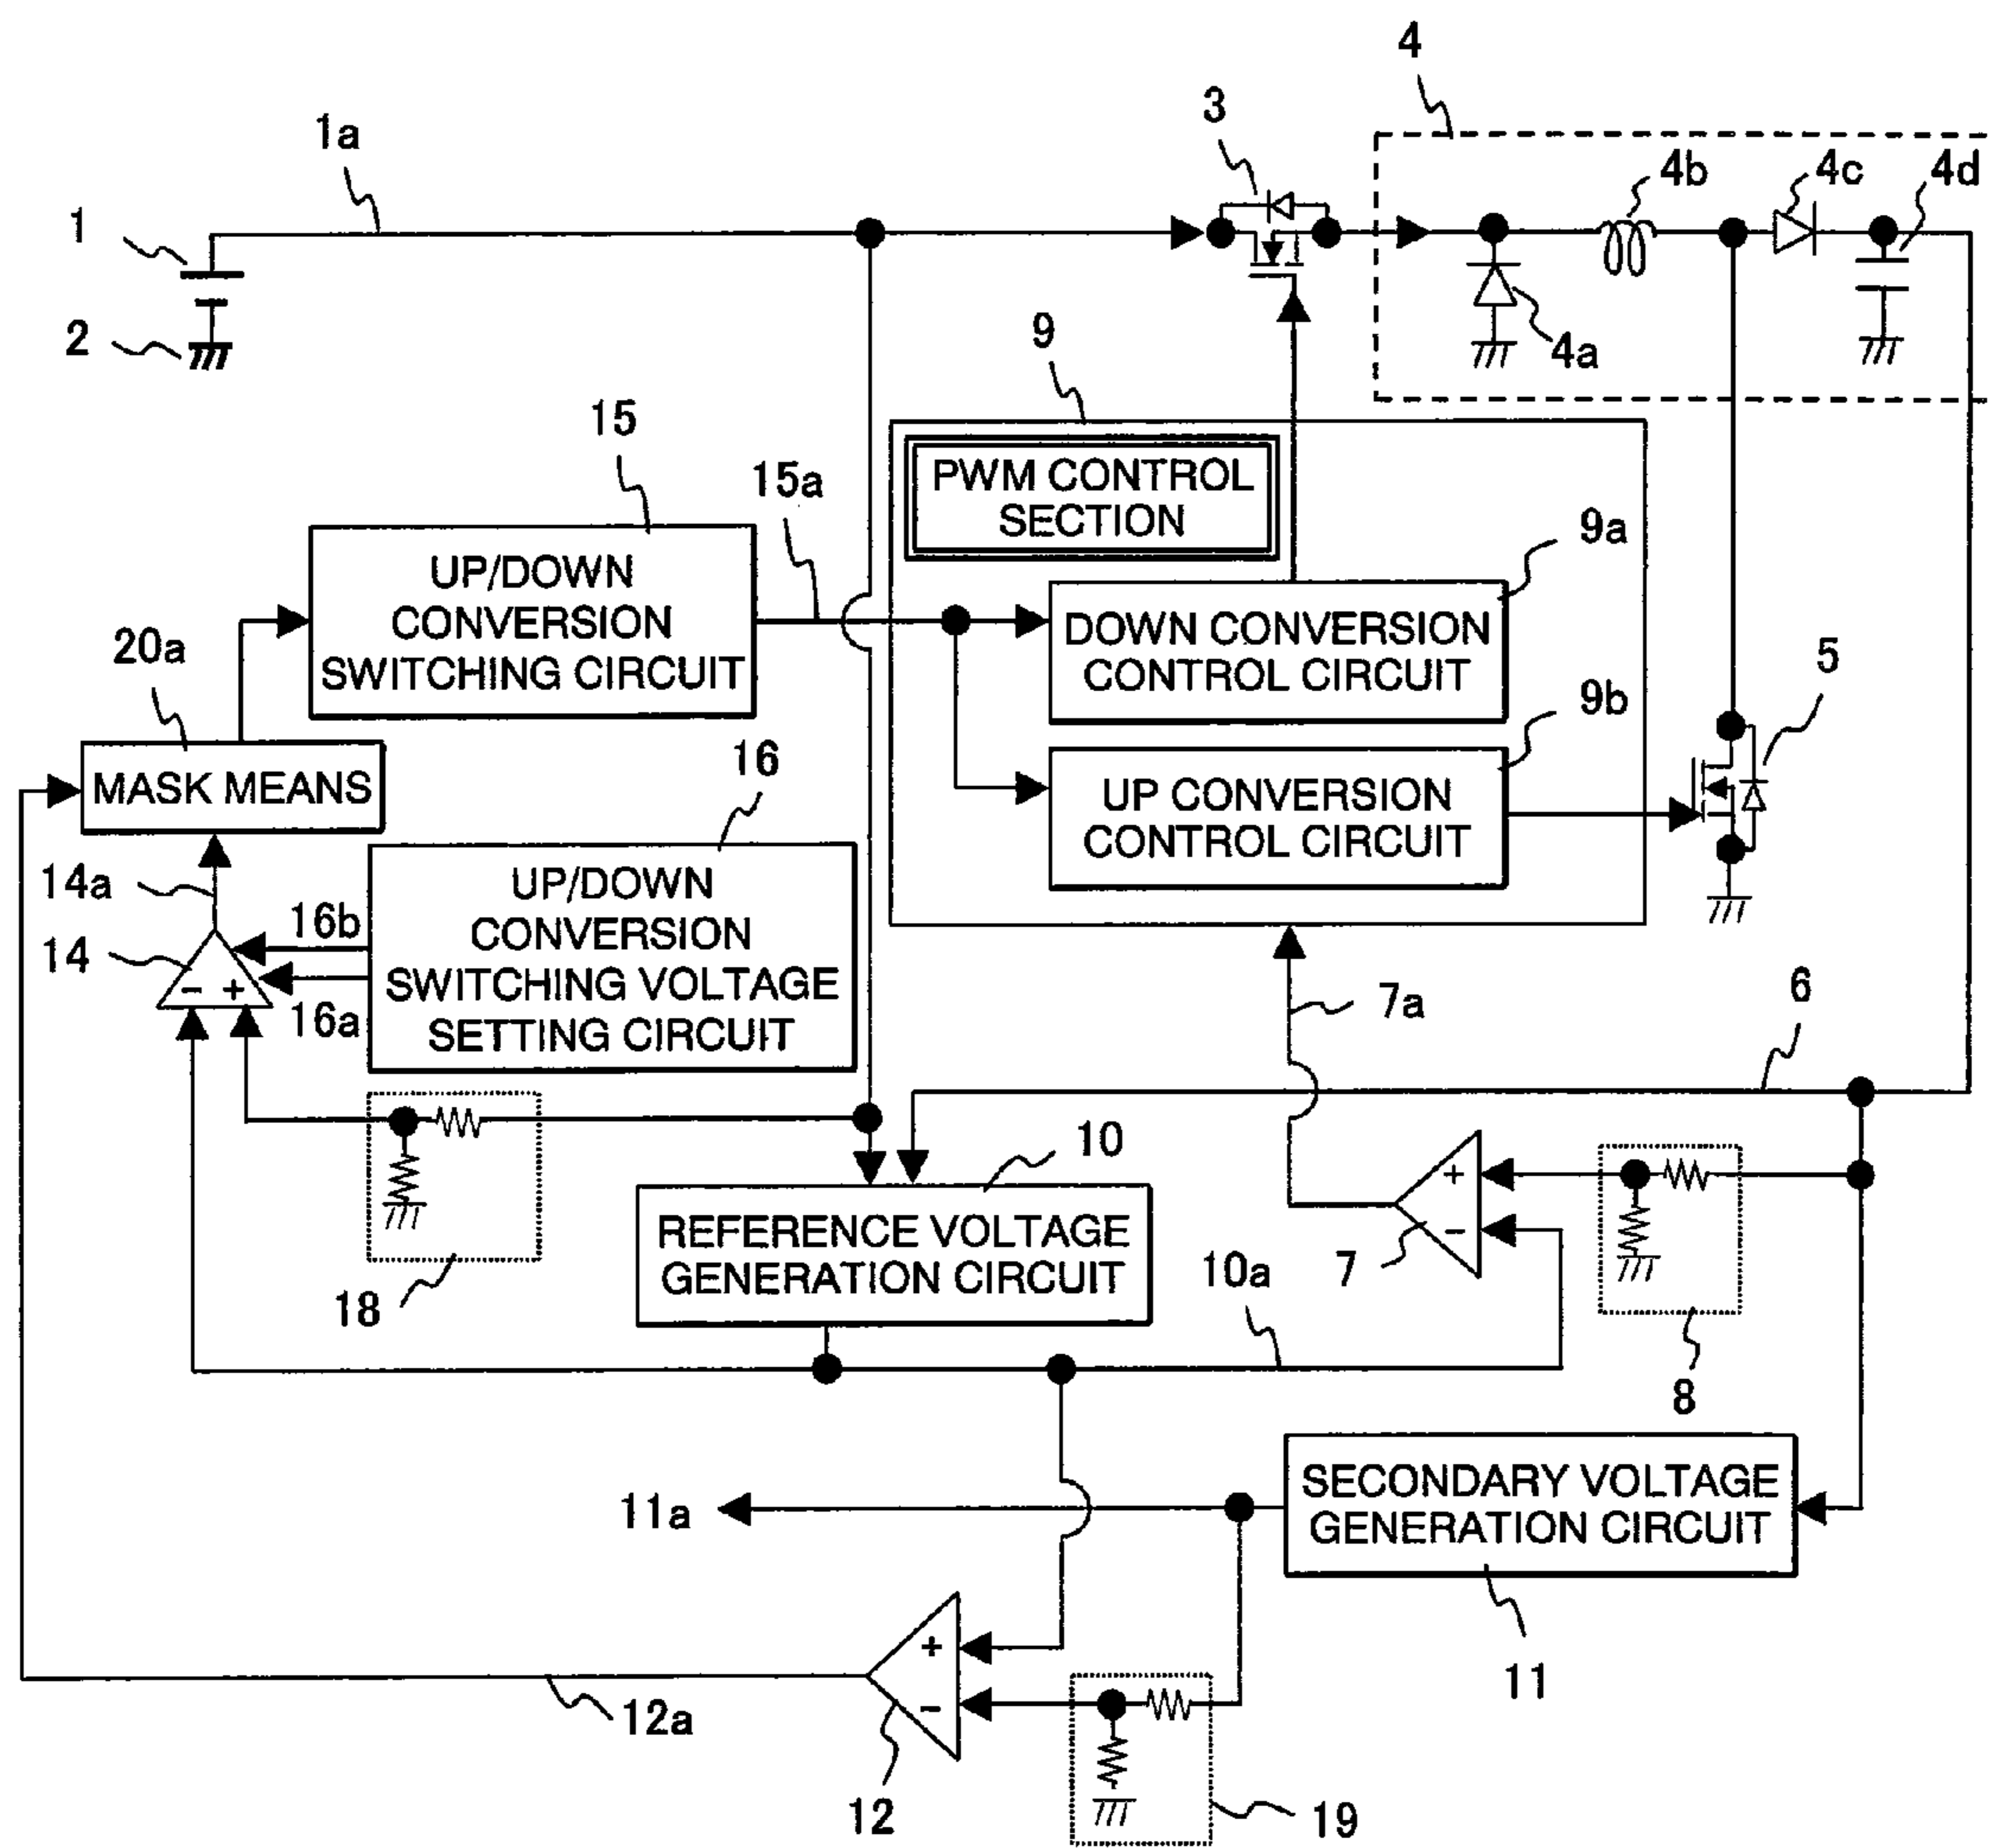 4
3
1a
4b
4c
4d
1
2
4a
9
15
15a
PWM CONTROL
SECTION
9a
UP/DOWN
CONVERSION
SWITCHING CIRCUIT
DOWN CONVERSION
CONTROL CIRCUIT
20a
5
9b
MASK MEANS
16
UP CONVERSION
CONTROL CIRCUIT
14a
16b
UP/DOWN
CONVERSION
SWITCHING VOLTAGE
SETTING CIRCUIT
14
- +
16a
7a
6
10
REFERENCE VOLTAGE
GENERATION CIRCUIT
+
-
18
10a
7
8
SECONDARY VOLTAGE
GENERATION CIRCUIT
11a
11
+
-
12a
12
19